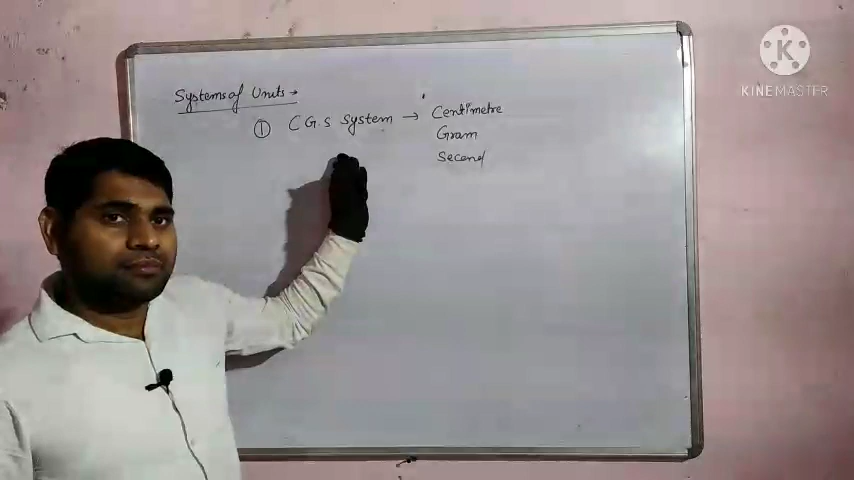 Systems of Units →
① C G.S System → Centimetre
Gram
Second
KINEMASTER